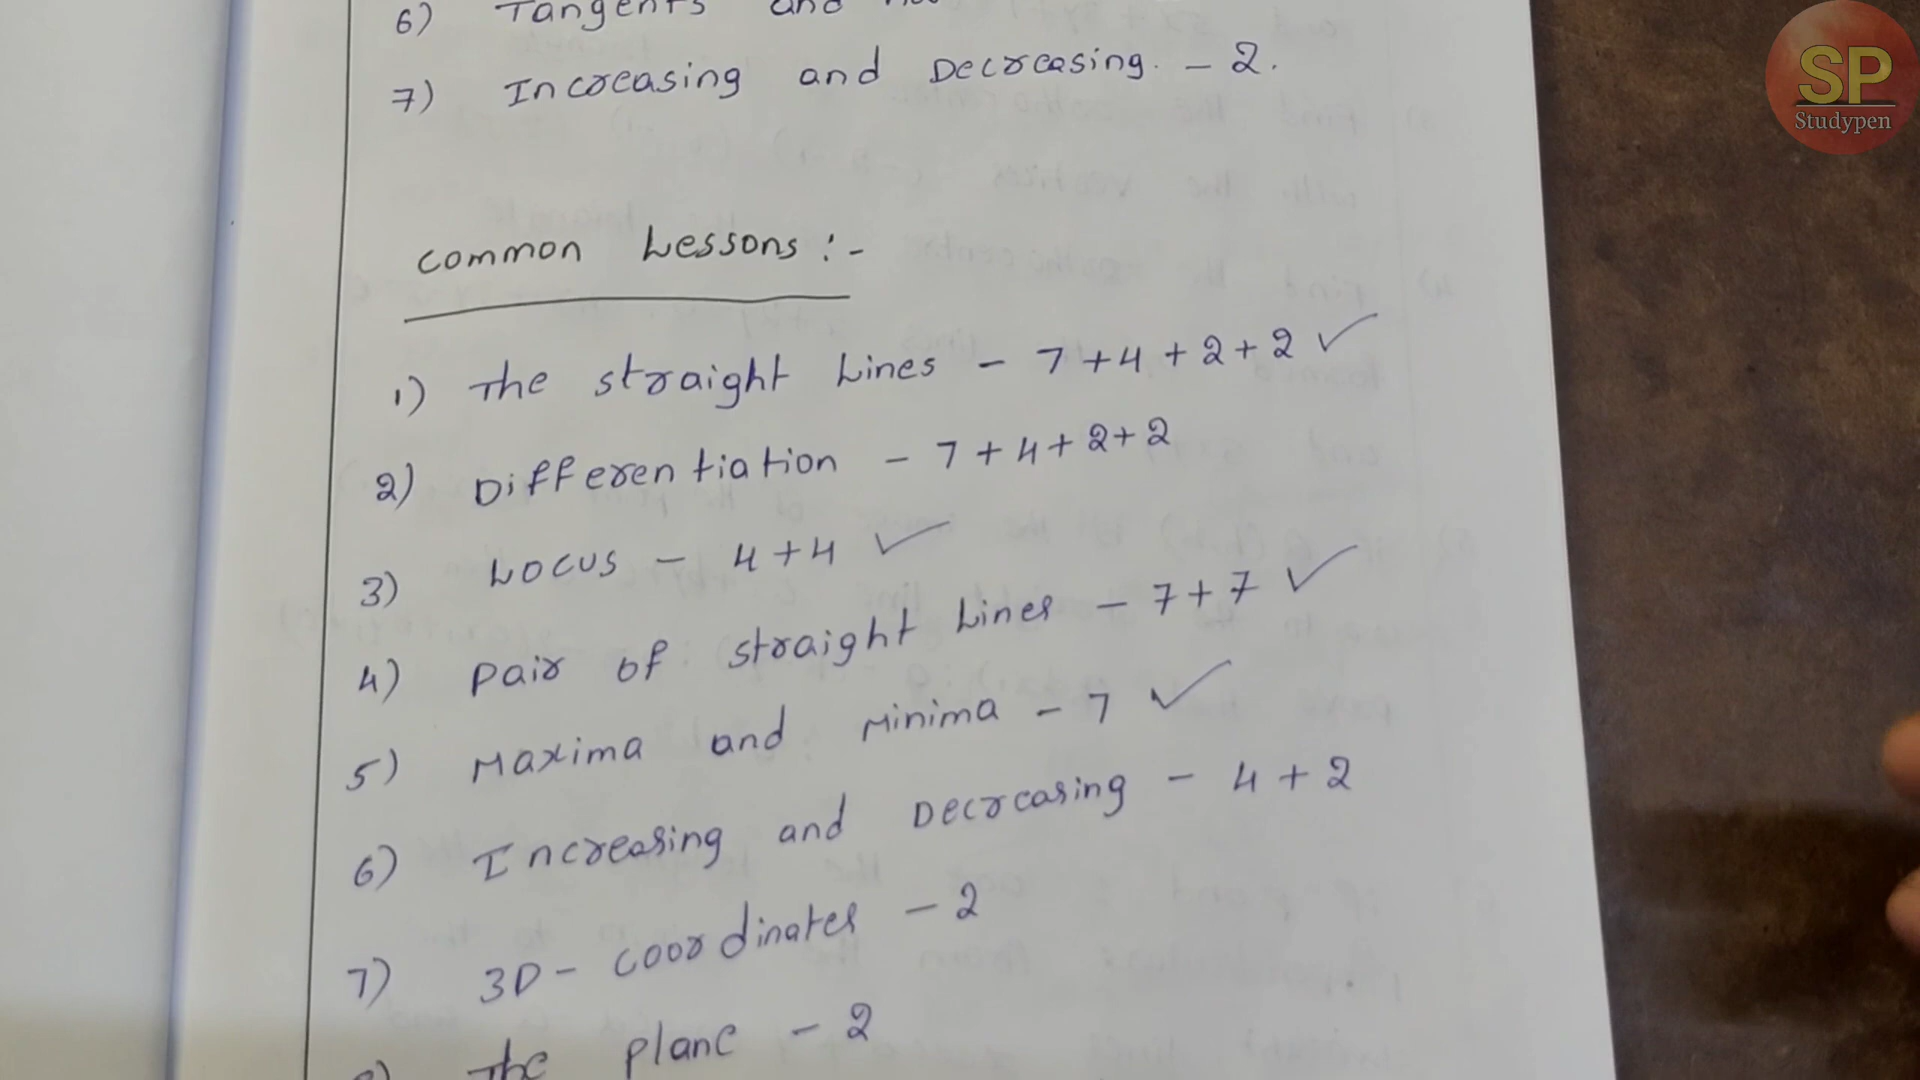 6) Tangents and
7) Increasing and Decreasing. - 2.
SP
Studypen
Common Lessons :-
1) The straight Lines - 7+4+2+2 ✓
2) Differentiation - 7+4+2+2
3) Locus - 4+4 ✓
4) Pair of straight Lines - 7+7 ✓
5) Maxima and Minima - 7 ✓
6) Increasing and Decreasing - 4+2
7) 3D - coordinates - 2
The plane - 2